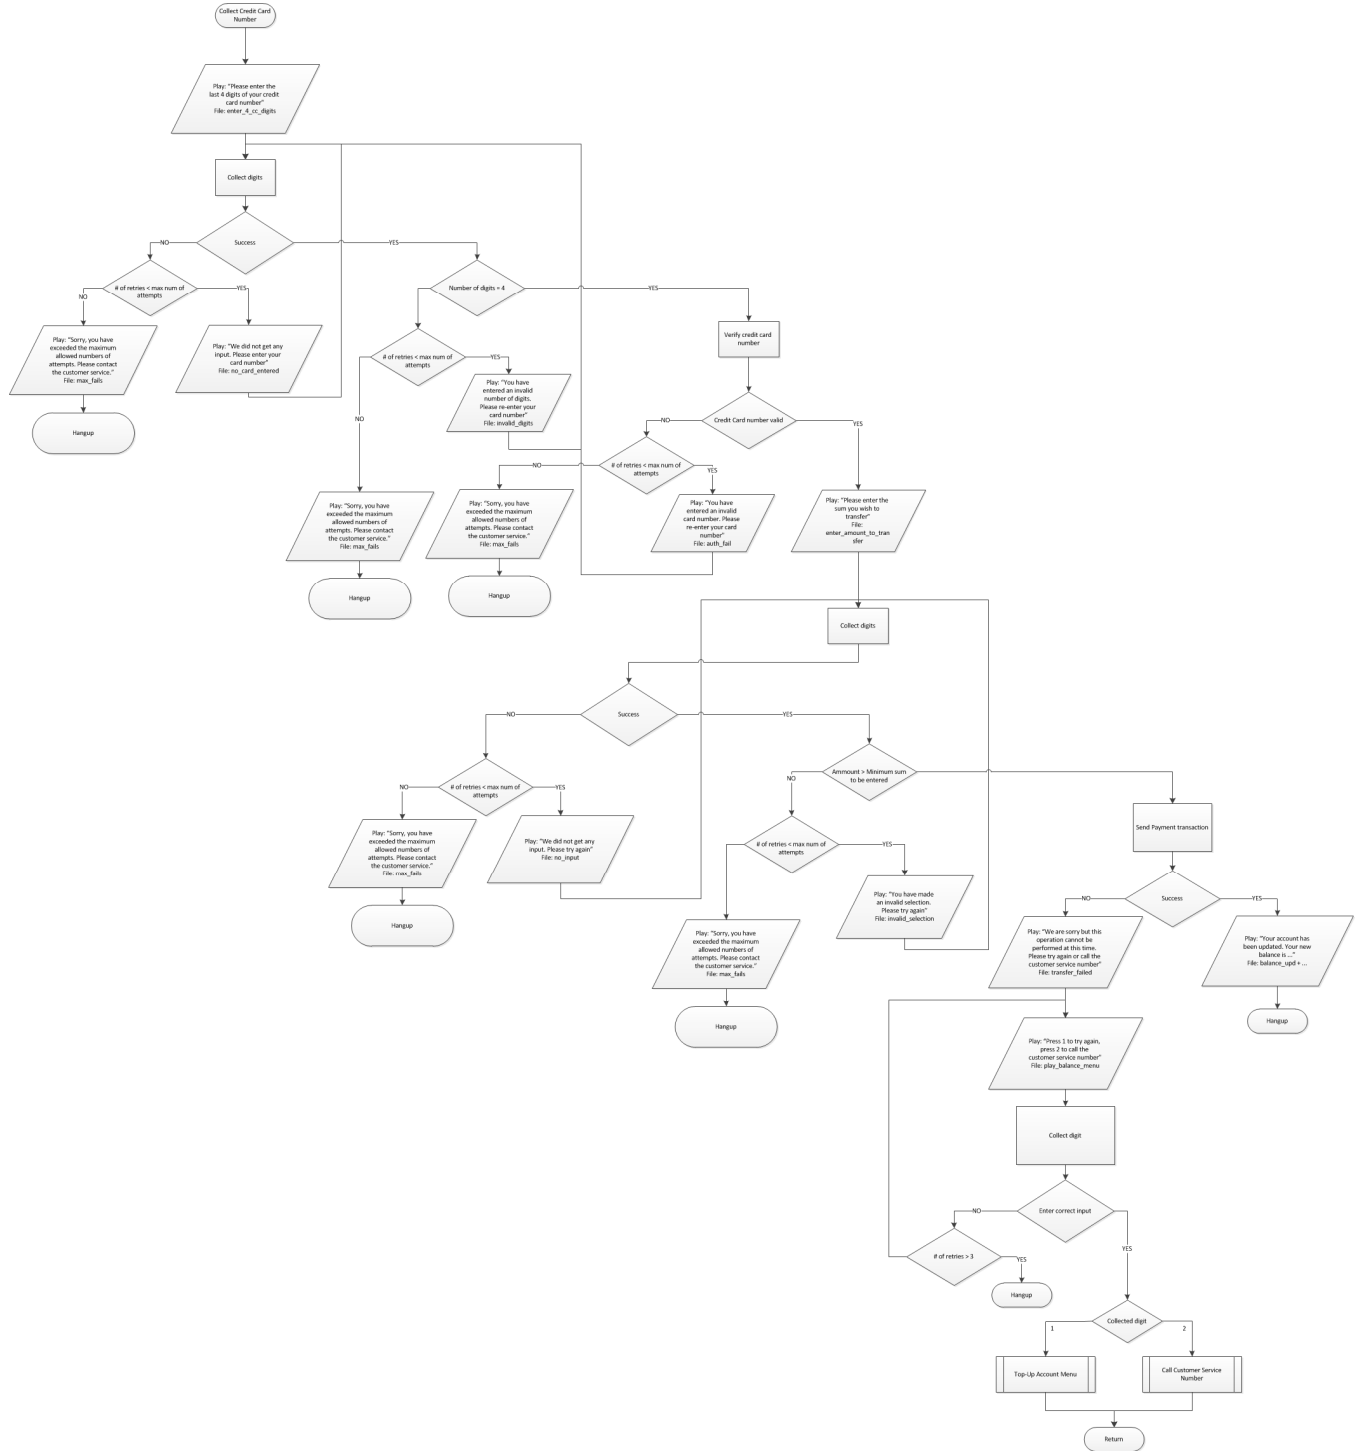 Collect Credit Card
Number
Play: "Please enter the
last 4 digits of your credit
card number"
File: enter_4_cc_digits
Collect digits
Success
NO
YES
# of retries < max num of
attempts
NO
YES
Play: "Sorry, you have
exceeded the maximum
allowed numbers of
attempts. Please contact
the customer service."
File: max_fails
Hangup
Play: "We did not get any
input. Please enter your
card number"
File: no_card_entered
Number of digits = 4
YES
# of retries < max num of
attempts
YES
NO
Play: "You have
entered an invalid
number of digits.
Please re-enter your
card number"
File: invalid_digits
Play: "Sorry, you have
exceeded the maximum
allowed numbers of
attempts. Please contact
the customer service."
File: max_fails
Hangup
Verify credit card
number
Credit Card number valid
NO
YES
# of retries < max num of
attempts
NO
YES
Play: "Sorry, you have
exceeded the maximum
allowed numbers of
attempts. Please contact
the customer service."
File: max_fails
Hangup
Play: "You have
entered an invalid
card number. Please
re-enter your card
number"
File: auth_fail
Play: "Please enter the
sum you wish to
transfer"
File:
enter_amount_to_tran
sfer
Collect digits
Success
NO
YES
# of retries < max num of
attempts
NO
YES
Play: "Sorry, you have
exceeded the maximum
allowed numbers of
attempts. Please contact
the customer service."
File: max_fails
Hangup
Play: "We did not get any
input. Please try again"
File: no_input
Ammount > Minimum sum
to be entered
NO
# of retries < max num of
attempts
YES
Play: "Sorry, you have
exceeded the maximum
allowed numbers of
attempts. Please contact
the customer service."
File: max_fails
Hangup
Play: "You have made
an invalid selection.
Please try again"
File: invalid_selection
Send Payment transaction
Success
NO
YES
Play: "We are sorry but this
operation cannot be
performed at this time.
Please try again or call the
customer service number"
File: transfer_failed
Play: "Your account has
been updated. Your new
balance is ..."
File: balance_upd + ...
Hangup
Play: "Press 1 to try again,
press 2 to call the
customer service number"
File: play_balance_menu
Collect digit
Enter correct input
NO
YES
# of retries > 3
YES
Hangup
Collected digit
1
2
Top-Up Account Menu
Call Customer Service
Number
Return